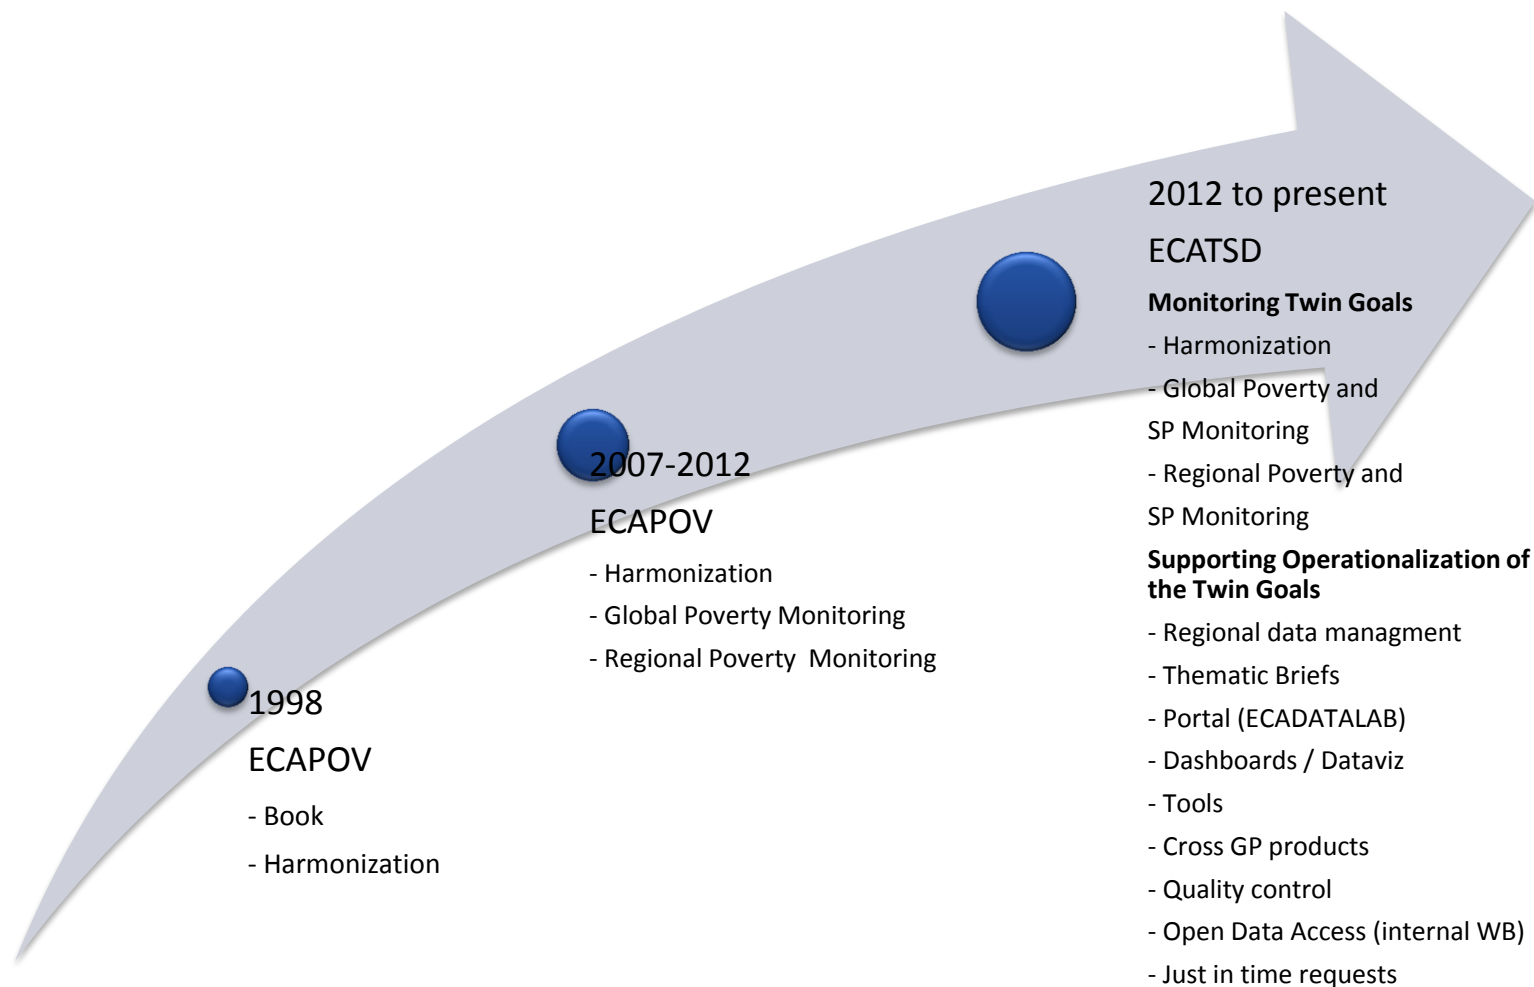 1998
ECAPOV
- Book
- Harmonization
2007-2012
ECAPOV
- Harmonization
- Global Poverty Monitoring
- Regional Poverty  Monitoring
2012 to present
ECATSD
Monitoring Twin Goals
- Harmonization
- Global Poverty and
SP Monitoring
- Regional Poverty and
SP Monitoring
Supporting Operationalization of
the Twin Goals
- Regional data managment
- Thematic Briefs
- Portal (ECADATALAB)
- Dashboards / Dataviz
- Tools
- Cross GP products
- Quality control
- Open Data Access (internal WB)
- Just in time requests